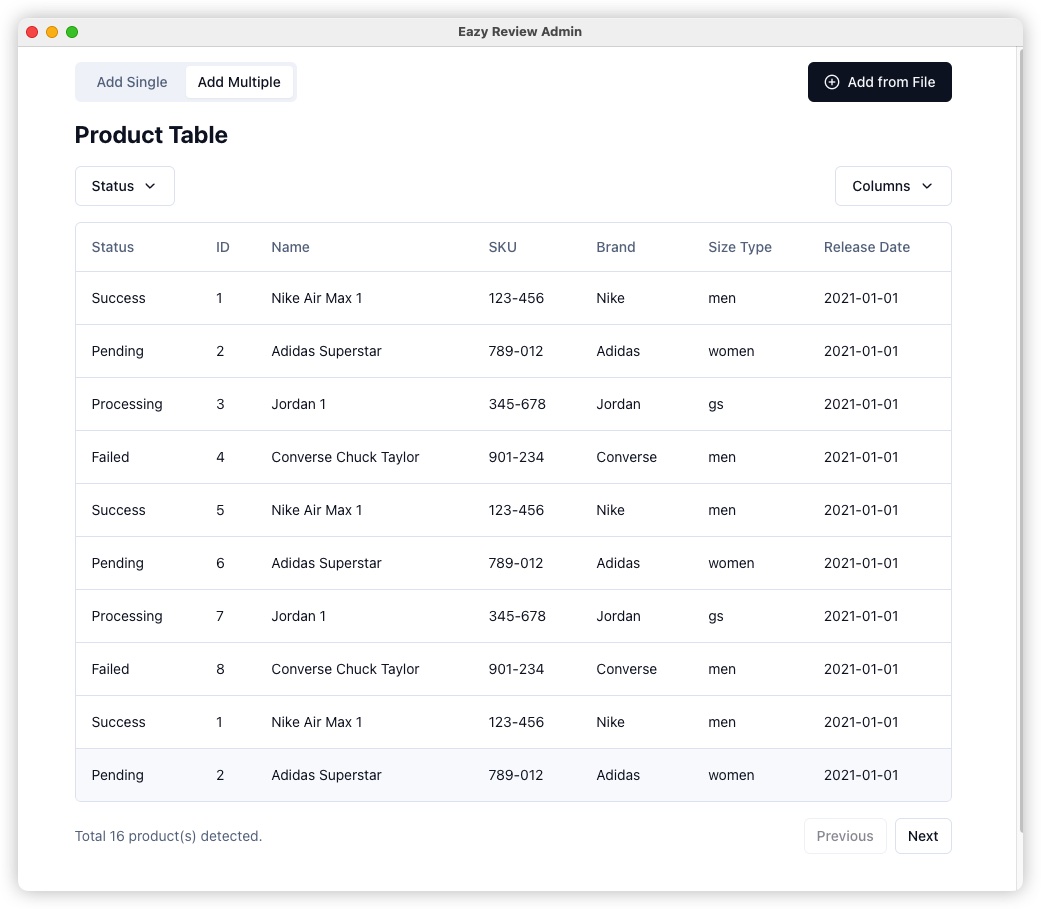 Eazy Review Admin
Add Single Add Multiple Add from File
Product Table
Status Columns
Status ID Name SKU Brand Size Type Release Date
Success 1 Nike Air Max 1 123-456 Nike men 2021-01-01
Pending 2 Adidas Superstar 789-012 Adidas women 2021-01-01
Processing 3 Jordan 1 345-678 Jordan gs 2021-01-01
Failed 4 Converse Chuck Taylor 901-234 Converse men 2021-01-01
Success 5 Nike Air Max 1 123-456 Nike men 2021-01-01
Pending 6 Adidas Superstar 789-012 Adidas women 2021-01-01
Processing 7 Jordan 1 345-678 Jordan gs 2021-01-01
Failed 8 Converse Chuck Taylor 901-234 Converse men 2021-01-01
Success 1 Nike Air Max 1 123-456 Nike men 2021-01-01
Pending 2 Adidas Superstar 789-012 Adidas women 2021-01-01
Total 16 product(s) detected. Previous Next